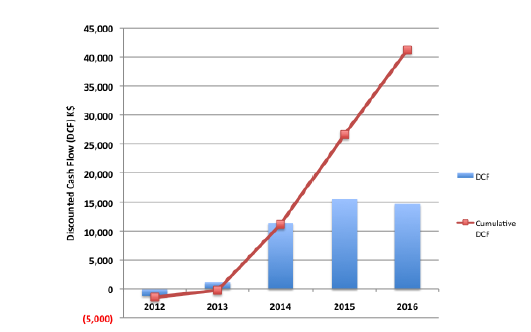 45,000
40,000
35,000
30,000
25,000
20,000
15,000
10,000
5,000
0
(5,000)
Discounted Cash Flow (DCF) K$
2012 2013 2014 2015 2016
DCF
Cumulative
DCF